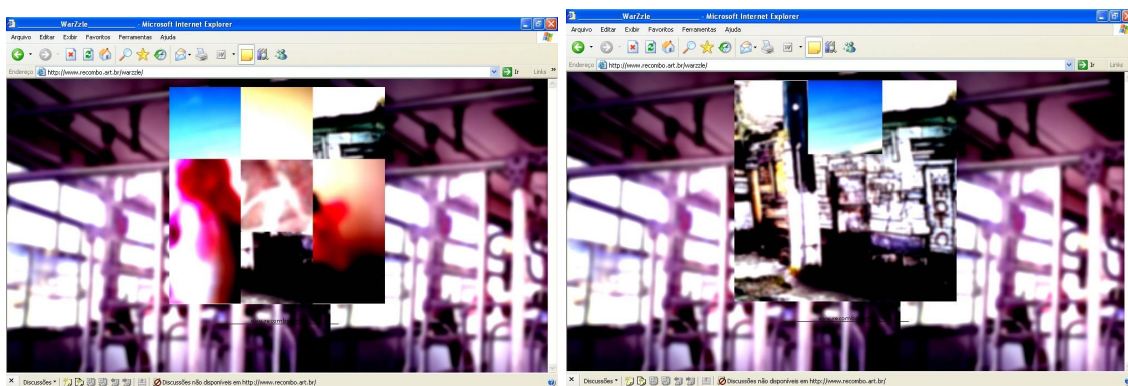 _________WarZzle__________ - Microsoft Internet Explorer
Arquivo Editar Exibir Favoritos Ferramentas Ajuda
Endereço http://www.recombo.art.br/warzzle/ Ir Links »
Discussões Discussões não disponíveis em http://www.recombo.art.br/
_________WarZzle__________ - Microsoft Internet Explorer
Arquivo Editar Exibir Favoritos Ferramentas Ajuda
Endereço http://www.recombo.art.br/warzzle/ Ir Links
Discussões Discussões não disponíveis em http://www.recombo.art.br/